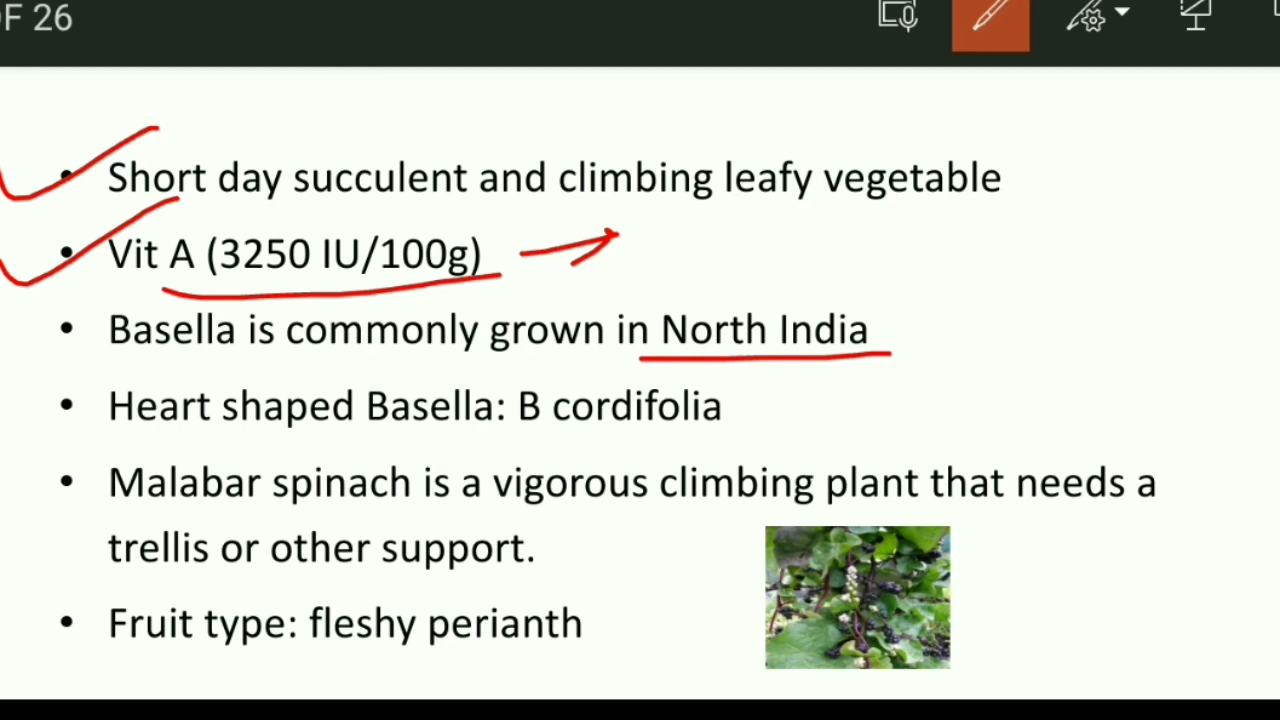 OF 26
• Short day succulent and climbing leafy vegetable
• Vit A (3250 IU/100g)
• Basella is commonly grown in North India
• Heart shaped Basella: B cordifolia
• Malabar spinach is a vigorous climbing plant that needs a
trellis or other support.
• Fruit type: fleshy perianth